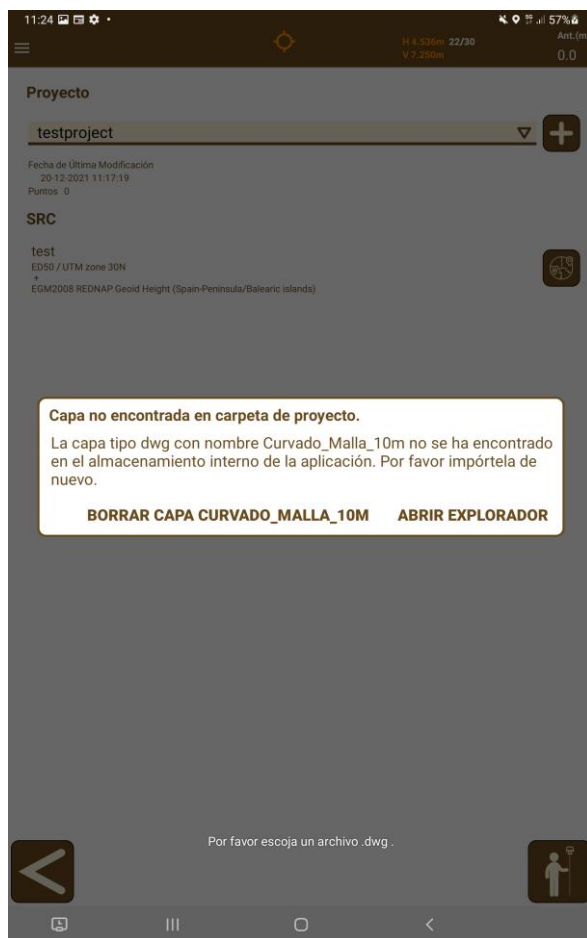 11:24
57%
H 4.536m 22/30
V 7.250m
Ant.(m
0.0
Proyecto
testproject
Fecha de Última Modificación
20-12-2021 11:17:19
Puntos 0
SRC
test
ED50 / UTM zone 30N
+
EGM2008 REDNAP Geoid Height (Spain-Peninsula/Balearic islands)
Capa no encontrada en carpeta de proyecto.
La capa tipo dwg con nombre Curvado_Malla_10m no se ha encontrado
en el almacenamiento interno de la aplicación. Por favor impórtela de
nuevo.
BORRAR CAPA CURVADO_MALLA_10M ABRIR EXPLORADOR
Por favor escoja un archivo .dwg .